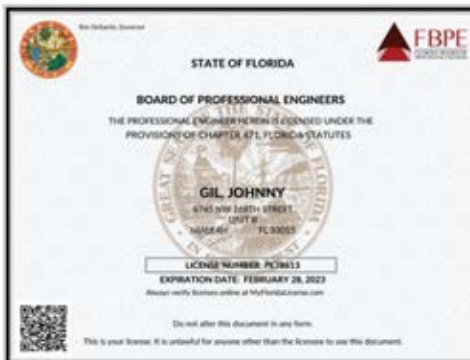 Ron DeSantis, Governor
FBPE
STATE OF FLORIDA
BOARD OF PROFESSIONAL ENGINEERS
THE PROFESSIONAL ENGINEER HEREIN IS LICENSED UNDER THE
PROVISIONS OF CHAPTER 471, FLORIDA STATUTES
GIL, JOHNNY
HIALEAH FL 33015
LICENSE NUMBER: PE78613
EXPIRATION DATE: FEBRUARY 28, 2023
Always verify licenses online at MyFloridaLicense.com
Do not alter this document in any form.
This is your license. It is unlawful for anyone other than the licensee to use this document.